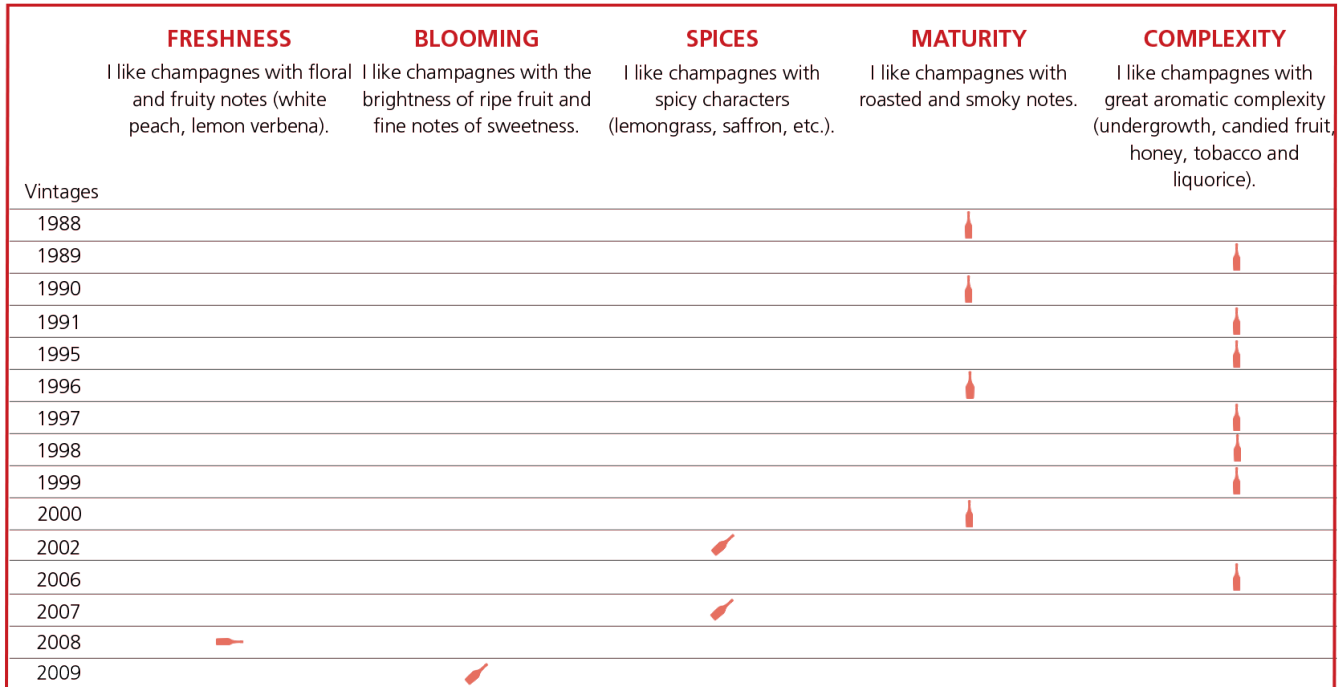 FRESHNESS
I like champagnes with floral
and fruity notes (white
peach, lemon verbena).
BLOOMING
I like champagnes with the
brightness of ripe fruit and
fine notes of sweetness.
SPICES
I like champagnes with
spicy characters
(lemongrass, saffron, etc.).
MATURITY
I like champagnes with
roasted and smoky notes.
COMPLEXITY
I like champagnes with
great aromatic complexity
(undergrowth, candied fruit,
honey, tobacco and
liquorice).
Vintages
1988
1989
1990
1991
1995
1996
1997
1998
1999
2000
2002
2006
2007
2008
2009